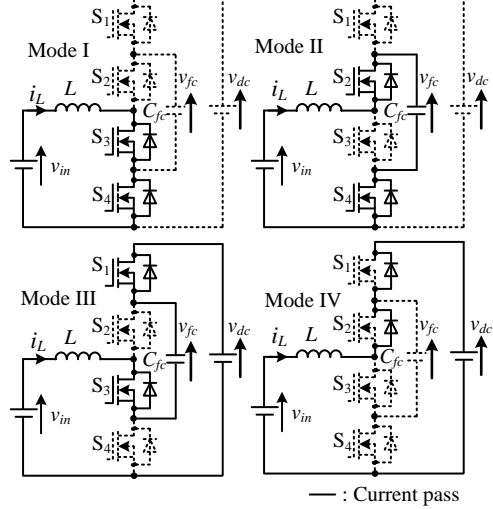 S1
Mode I
S2
vfc
vdc
iL
L
Cfc
S3
vin
S4
S1
Mode II
S2
vfc
vdc
iL
L
Cfc
S3
vin
S4
S1
Mode III
S2
vfc
vdc
iL
L
Cfc
S3
vin
S4
S1
Mode IV
S2
vfc
vdc
iL
L
Cfc
S3
vin
S4
: Current pass